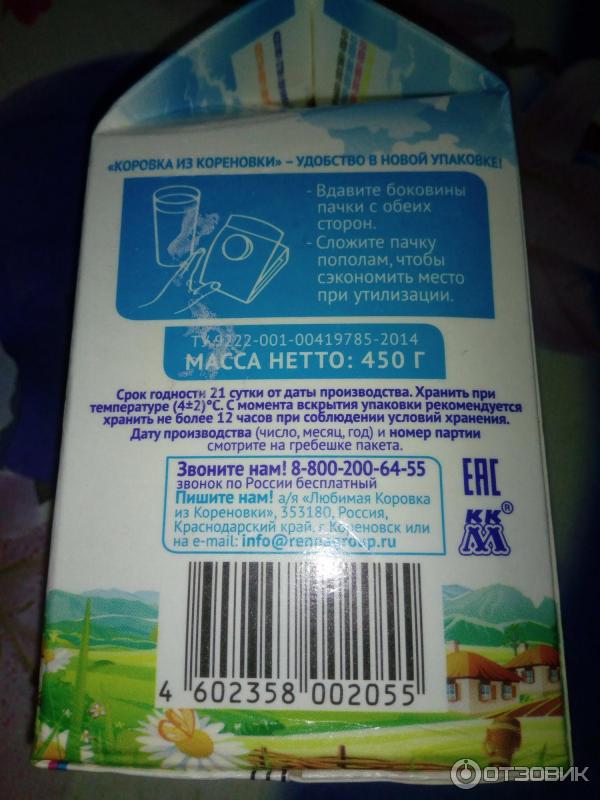 «КОРОВКА ИЗ КОРЕНОВКИ» – УДОБСТВО В НОВОЙ УПАКОВКЕ!
- Вдавите боковины
пачки с обеих
сторон.
- Сложите пачку
пополам, чтобы
сэкономить место
при утилизации.
ТУ 9222-001-00419785-2014
МАССА НЕТТО: 450 Г
Срок годности 21 сутки от даты производства. Хранить при
температуре (4±2)°С. С момента вскрытия упаковки рекомендуется
хранить не более 12 часов при соблюдении условий хранения.
Дату производства (число, месяц, год) и номер партии
смотрите на гребешке пакета.
Звоните нам! 8-800-200-64-55
звонок по России бесплатный
Пишите нам! а/я «Любимая Коровка
из Кореновки», 353180, Россия,
Краснодарский край, г. Кореновск или
на e-mail: info@rennagroup.ru
ЕАС
ККМ®
4 602358 002055
ОТЗОВИК